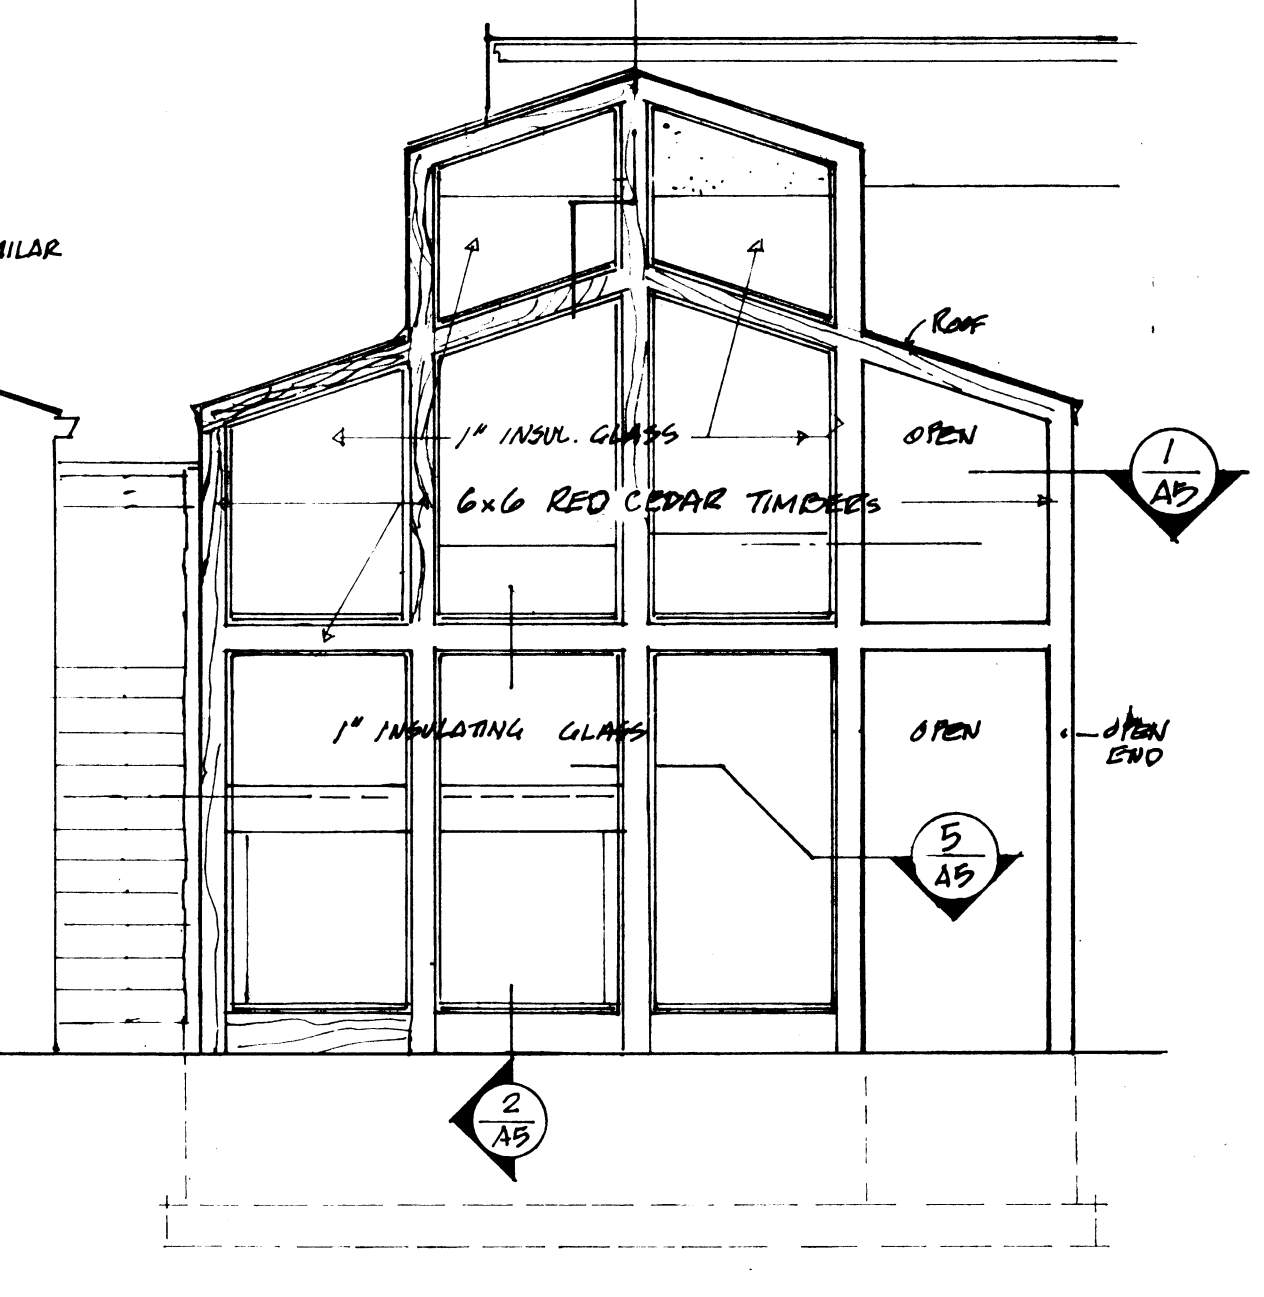 MILAR
ROOF
1" INSUL. GLASS
OPEN
1
A5
6x6 RED CEDAR TIMBERS
1" INSULATING GLASS
OPEN
OPEN
END
5
A5
2
A5